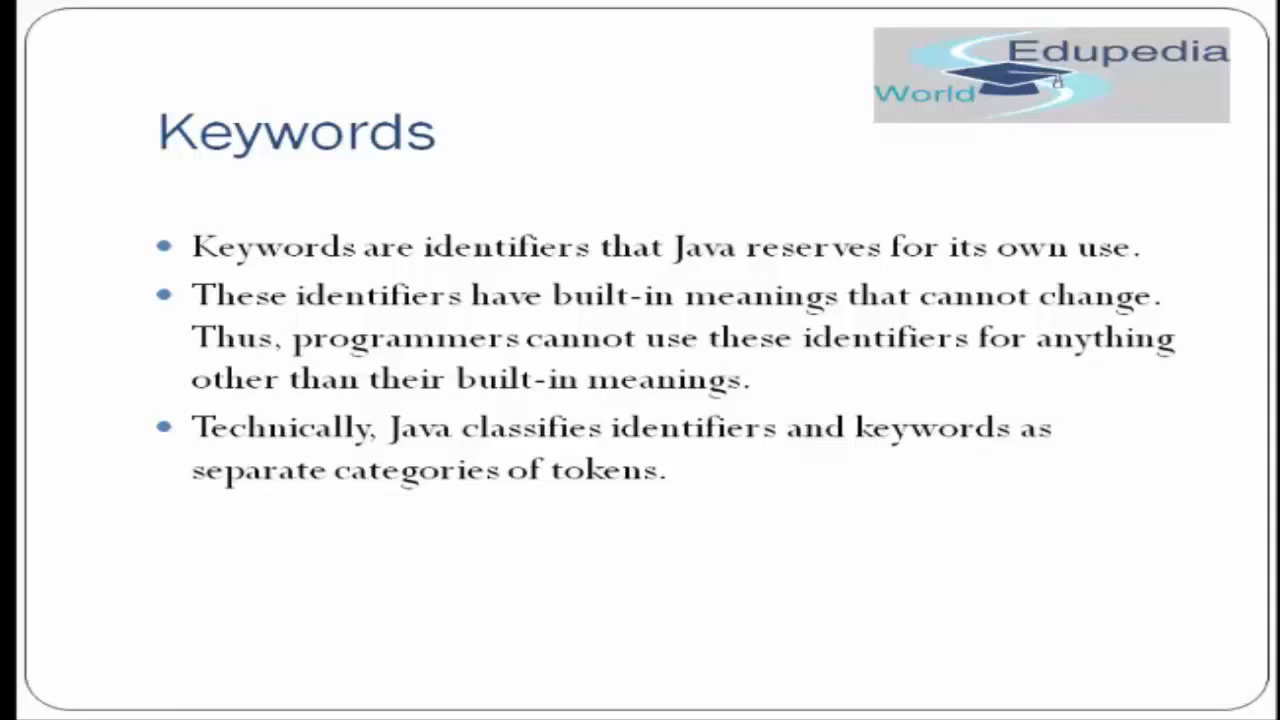 Edupedia
World
Keywords
• Keywords are identifiers that Java reserves for its own use.
• These identifiers have built-in meanings that cannot change.
Thus, programmers cannot use these identifiers for anything
other than their built-in meanings.
• Technically, Java classifies identifiers and keywords as
separate categories of tokens.